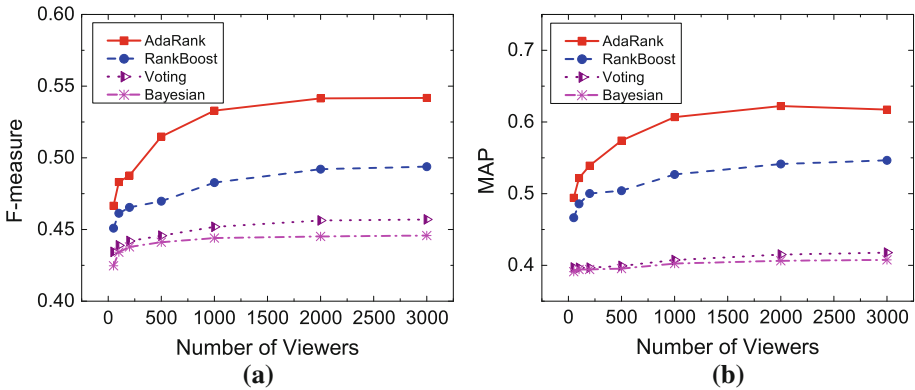 0.60
0.55
0.50
0.45
0.40
F-measure
AdaRank
RankBoost
Voting
Bayesian
0 500 1000 1500 2000 2500 3000
Number of Viewers
(a)
0.7
0.6
0.5
0.4
MAP
AdaRank
RankBoost
Voting
Bayesian
0 500 1000 1500 2000 2500 3000
Number of Viewers
(b)